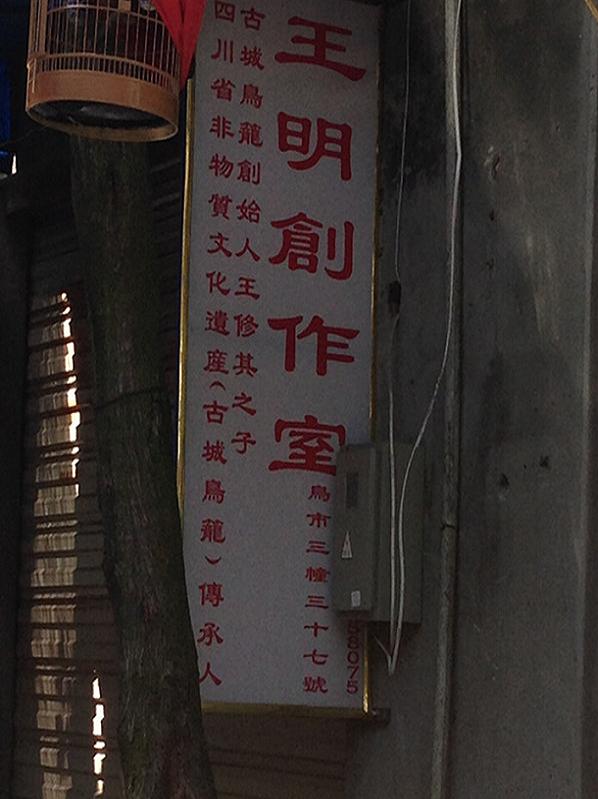 王明創作室
鳥市三幢三十七號
8075
古城鳥籠創始人王修其之子
四川省非物質文化遺產(古城鳥籠)傳承人